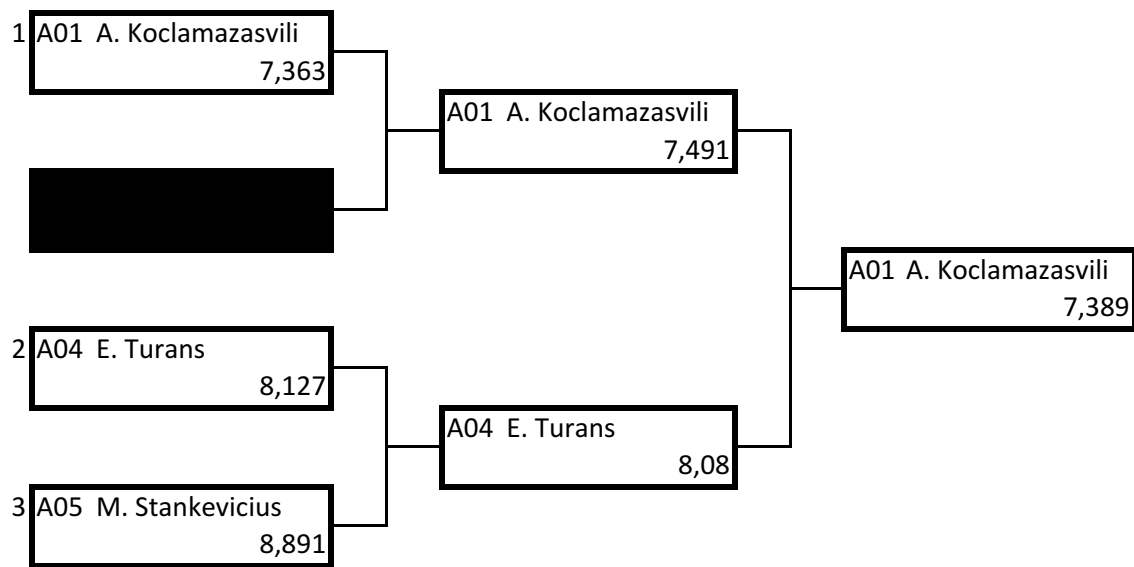 1 A01 A. Koclamazasvili
7,363
A01 A. Koclamazasvili
7,491
A01 A. Koclamazasvili
7,389
2 A04 E. Turans
8,127
A04 E. Turans
8,08
3 A05 M. Stankevicius
8,891